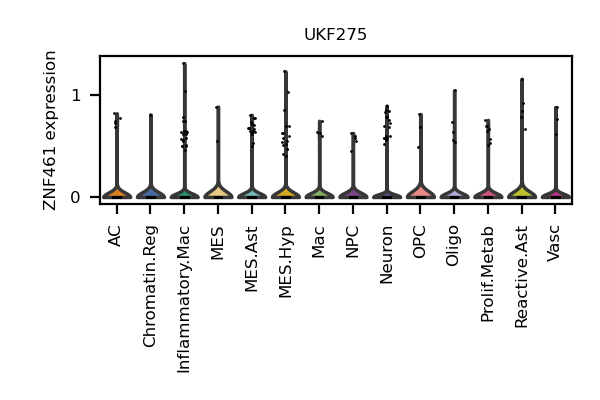 UKF275
ZNF461 expression
1
0
AC
Chromatin.Reg
Inflammatory.Mac
MES
MES.Ast
MES.Hyp
Mac
NPC
Neuron
OPC
Oligo
Prolif.Metab
Reactive.Ast
Vasc